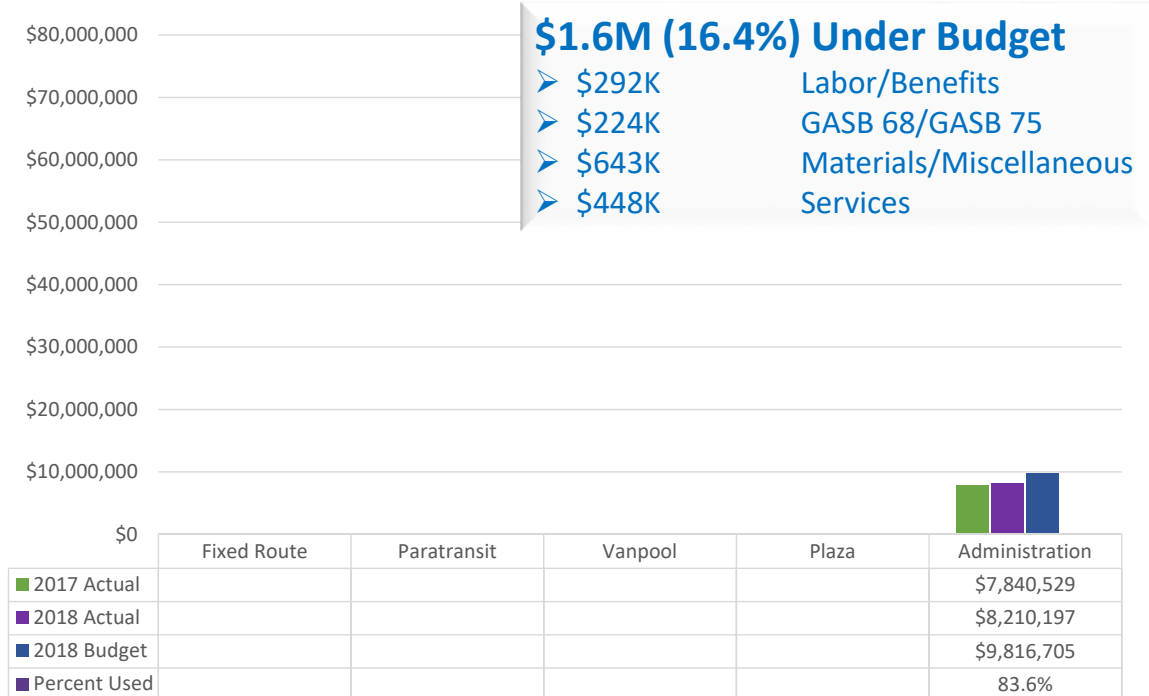 $1.6M (16.4%) Under Budget
➢ $292K Labor/Benefits
➢ $224K GASB 68/GASB 75
➢ $643K Materials/Miscellaneous
➢ $448K Services
$80,000,000
$70,000,000
$60,000,000
$50,000,000
$40,000,000
$30,000,000
$20,000,000
$10,000,000
$0
Fixed Route Paratransit Vanpool Plaza Administration
2017 Actual $7,840,529
2018 Actual $8,210,197
2018 Budget $9,816,705
Percent Used 83.6%